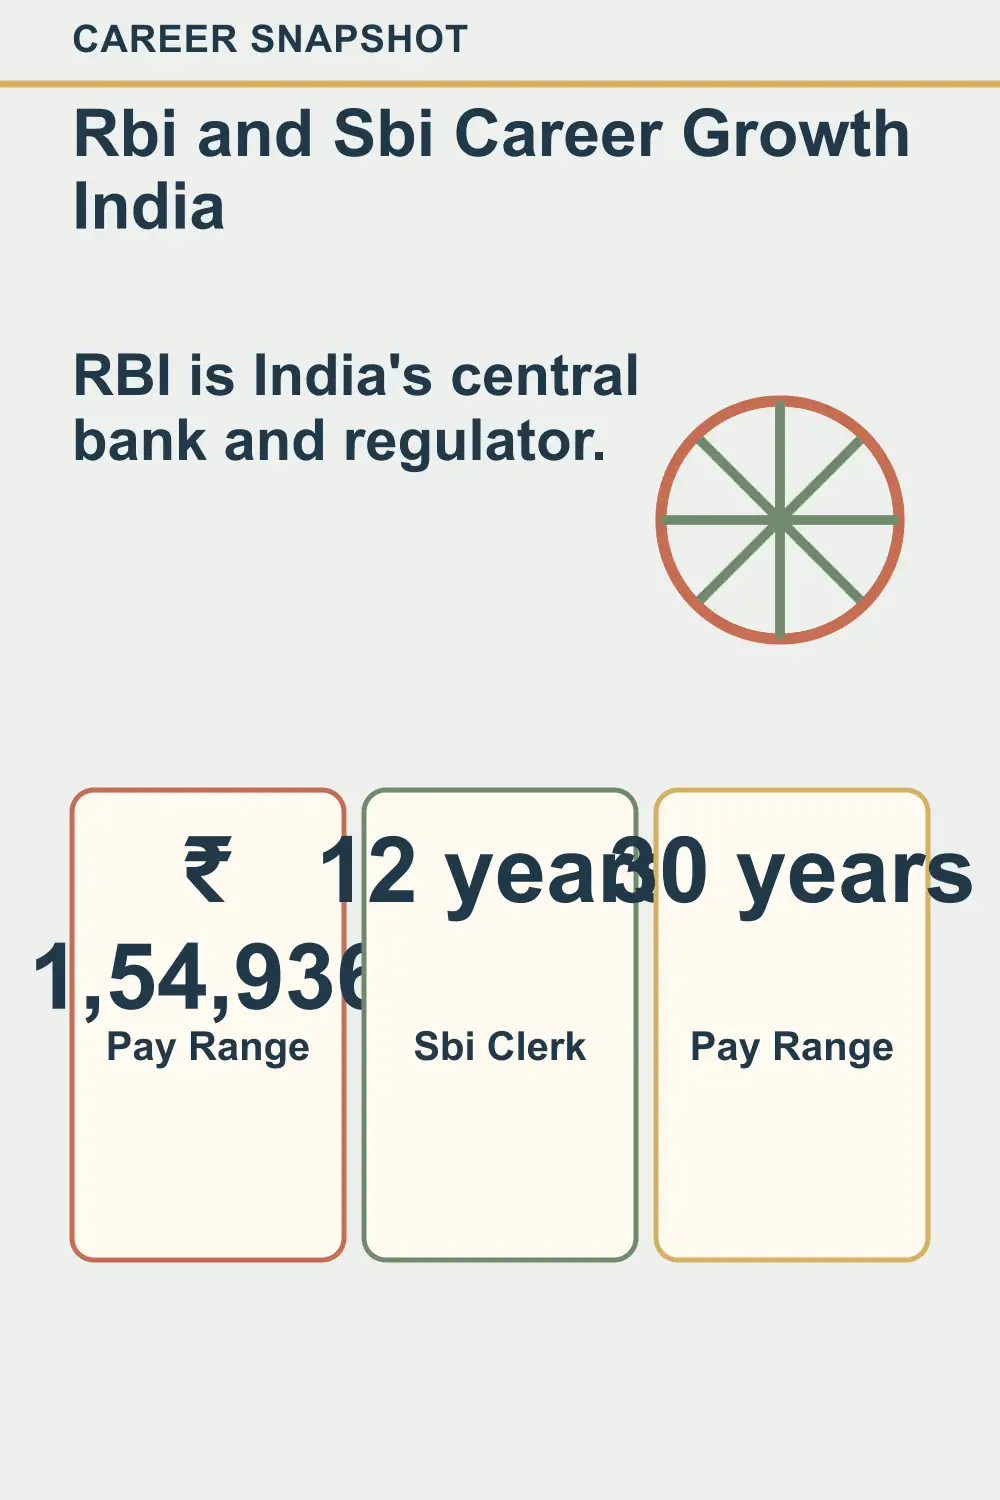 CAREER SNAPSHOT
Rbi and Sbi Career Growth
India
RBI is India's central
bank and regulator.
₹
1,54,936
Pay Range
12 years
Sbi Clerk
30 years
Pay Range